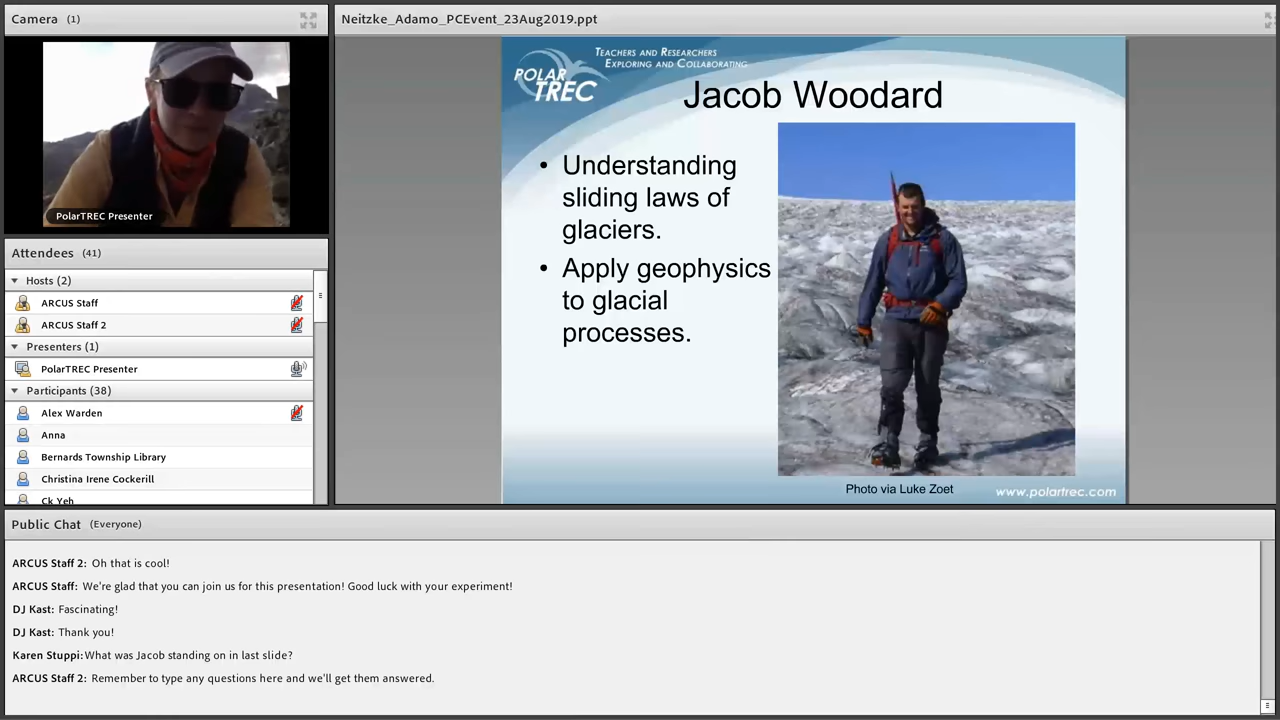 Camera (1)
PolarTREC Presenter
Attendees (41)
Hosts (2)
ARCUS Staff
ARCUS Staff 2
Presenters (1)
PolarTREC Presenter
Participants (38)
Alex Warden
Anna
Bernards Township Library
Christina Irene Cockerill
Ck Yeh
Neitzke_Adamo_PCEvent_23Aug2019.ppt
POLAR
TREC
TEACHERS AND RESEARCHERS
EXPLORING AND COLLABORATING
Jacob Woodard
• Understanding
sliding laws of
glaciers.
• Apply geophysics
to glacial
processes.
Photo via Luke Zoet
www.polartrec.com
Public Chat (Everyone)
ARCUS Staff 2: Oh that is cool!
ARCUS Staff: We're glad that you can join us for this presentation! Good luck with your experiment!
DJ Kast: Fascinating!
DJ Kast: Thank you!
Karen Stuppi:What was Jacob standing on in last slide?
ARCUS Staff 2: Remember to type any questions here and we'll get them answered.